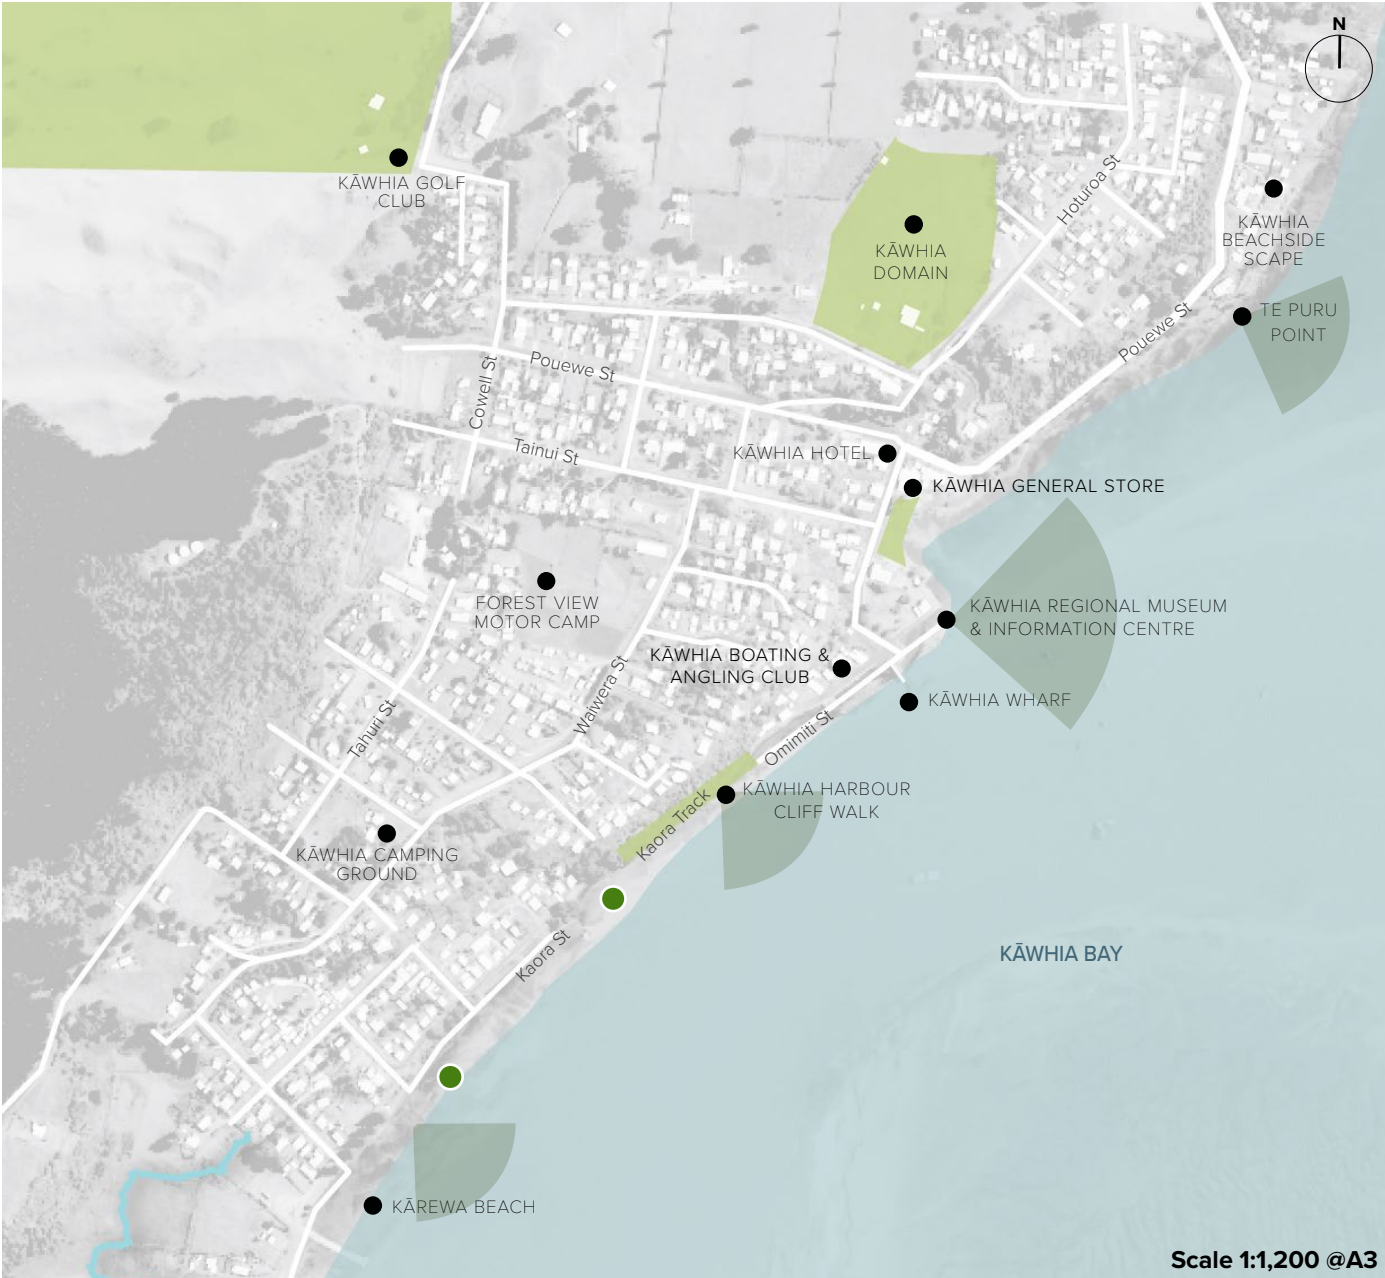 N
KĀWHIA GOLF
CLUB
Hoturoa St
KĀWHIA
BEACHSIDE
SCAPE
KĀWHIA
DOMAIN
TE PURU
POINT
Pouewe St
Pouewe St
Cowell St
Tainui St
KĀWHIA HOTEL
KĀWHIA GENERAL STORE
FOREST VIEW
MOTOR CAMP
KĀWHIA REGIONAL MUSEUM
& INFORMATION CENTRE
KĀWHIA BOATING &
ANGLING CLUB
Waiwera St
KĀWHIA WHARF
Tahuri St
Omimiti St
KĀWHIA HARBOUR
CLIFF WALK
Kaora Track
KĀWHIA CAMPING
GROUND
Kaora St
KĀWHIA BAY
KĀREWA BEACH
Scale 1:1,200 @A3